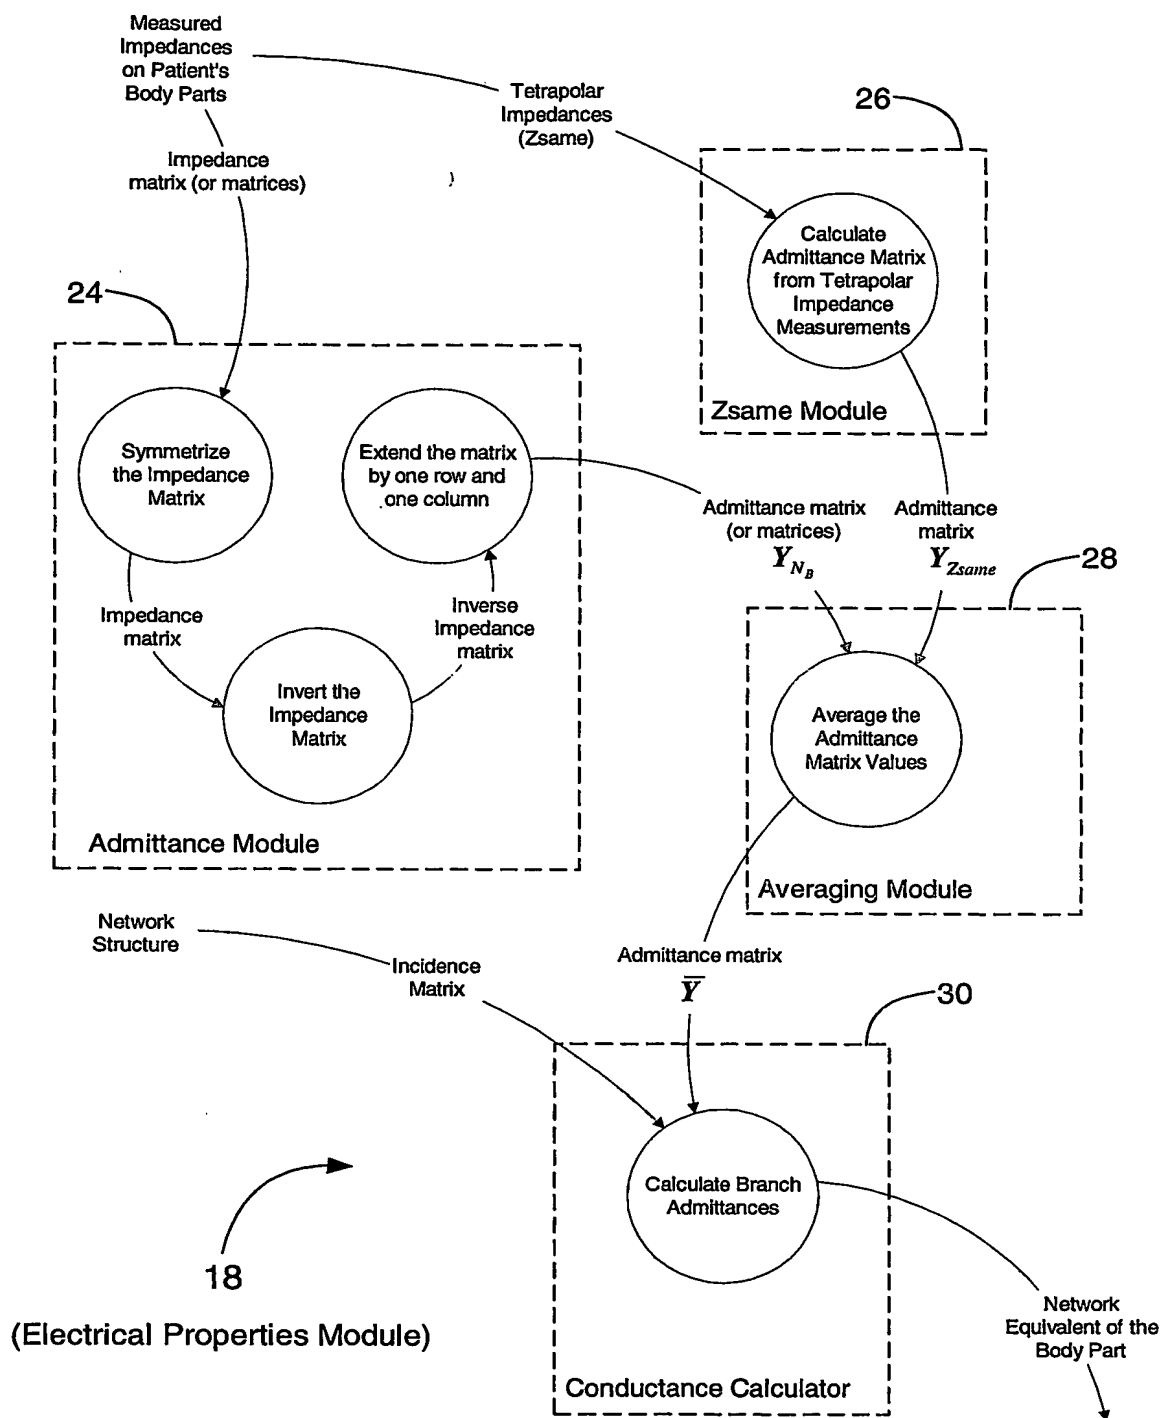 Measured
Impedances
on Patient's
Body Parts
Tetrapolar
Impedances
(Zsame)
26
Impedance
matrix (or matrices)
Calculate
Admittance Matrix
from Tetrapolar
Impedance
Measurements
Zsame Module
24
Symmetrize
the Impedance
Matrix
Extend the matrix
by one row and
one column
Admittance matrix
(or matrices)
Y_{N_B}
Admittance
matrix
Y_{Zsame}
28
Impedance
matrix
Inverse
Impedance
matrix
Invert the
Impedance
Matrix
Admittance Module
Average the
Admittance
Matrix Values
Averaging Module
Network
Structure
Incidence
Matrix
Admittance matrix
Y̅
30
Calculate Branch
Admittances
18
(Electrical Properties Module)
Network
Equivalent of the
Body Part
Conductance Calculator